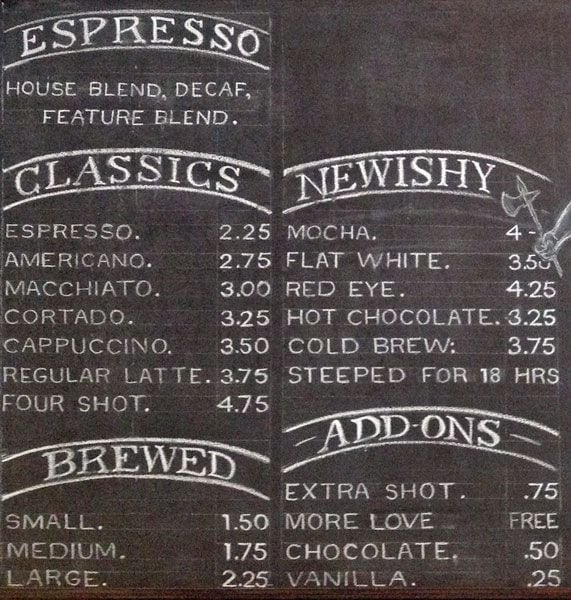 ESPRESSO
HOUSE BLEND, DECAF,
FEATURE BLEND.
CLASSICS
ESPRESSO. 2.25
AMERICANO. 2.75
MACCHIATO. 3.00
CORTADO. 3.25
CAPPUCCINO. 3.50
REGULAR LATTE. 3.75
FOUR SHOT. 4.75
BREWED
SMALL. 1.50
MEDIUM. 1.75
LARGE. 2.25
NEWISHY
MOCHA. 4-
FLAT WHITE. 3.50
RED EYE. 4.25
HOT CHOCOLATE. 3.25
COLD BREW: 3.75
STEEPED FOR 18 HRS
-ADD-ONS-
EXTRA SHOT. .75
MORE LOVE FREE
CHOCOLATE. .50
VANILLA. .25